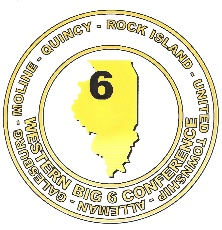 GALESBURG - MOLINE - QUINCY - ROCK ISLAND - UNITED TOWNSHIP - ALLEMAN -
WESTERN BIG 6 CONFERENCE
6